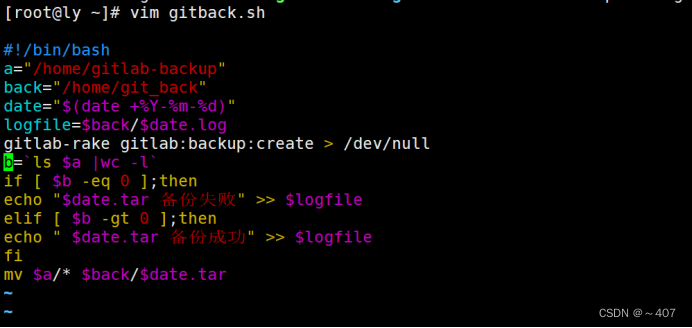 [root@ly ~]# vim gitback.sh
#!/bin/bash
a="/home/gitlab-backup"
back="/home/git_back"
date="$(date +%Y-%m-%d)"
logfile=$back/$date.log
gitlab-rake gitlab:backup:create > /dev/null
b=`ls $a |wc -l`
if [ $b -eq 0 ];then
echo "$date.tar 备份失败" >> $logfile
elif [ $b -gt 0 ];then
echo " $date.tar 备份成功" >> $logfile
fi
mv $a/* $back/$date.tar
~
~
CSDN @～407